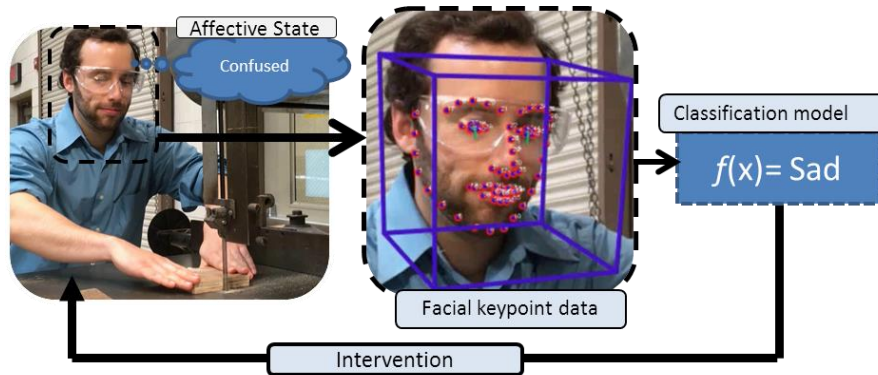 Affective State
Confused
Classification model
f(x)= Sad
Facial keypoint data
Intervention